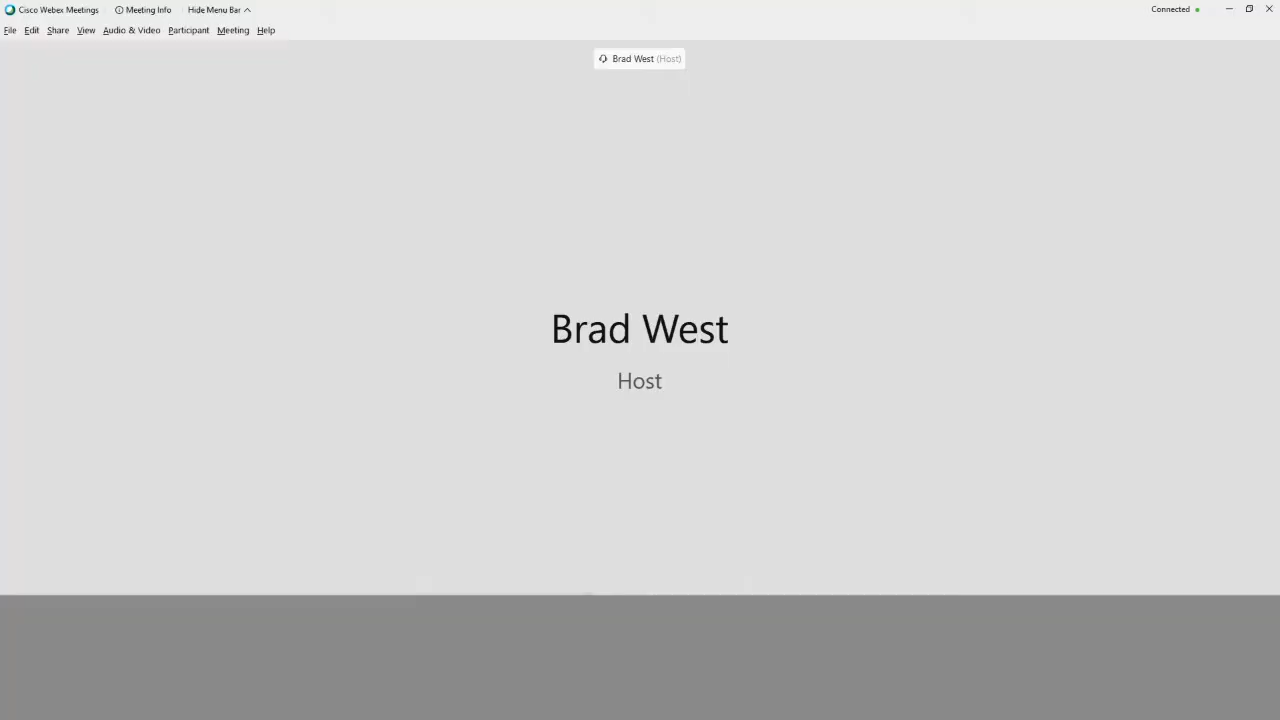 Cisco Webex Meetings Meeting Info Hide Menu Bar Connected
File Edit Share View Audio & Video Participant Meeting Help
Brad West (Host)
Brad West
Host